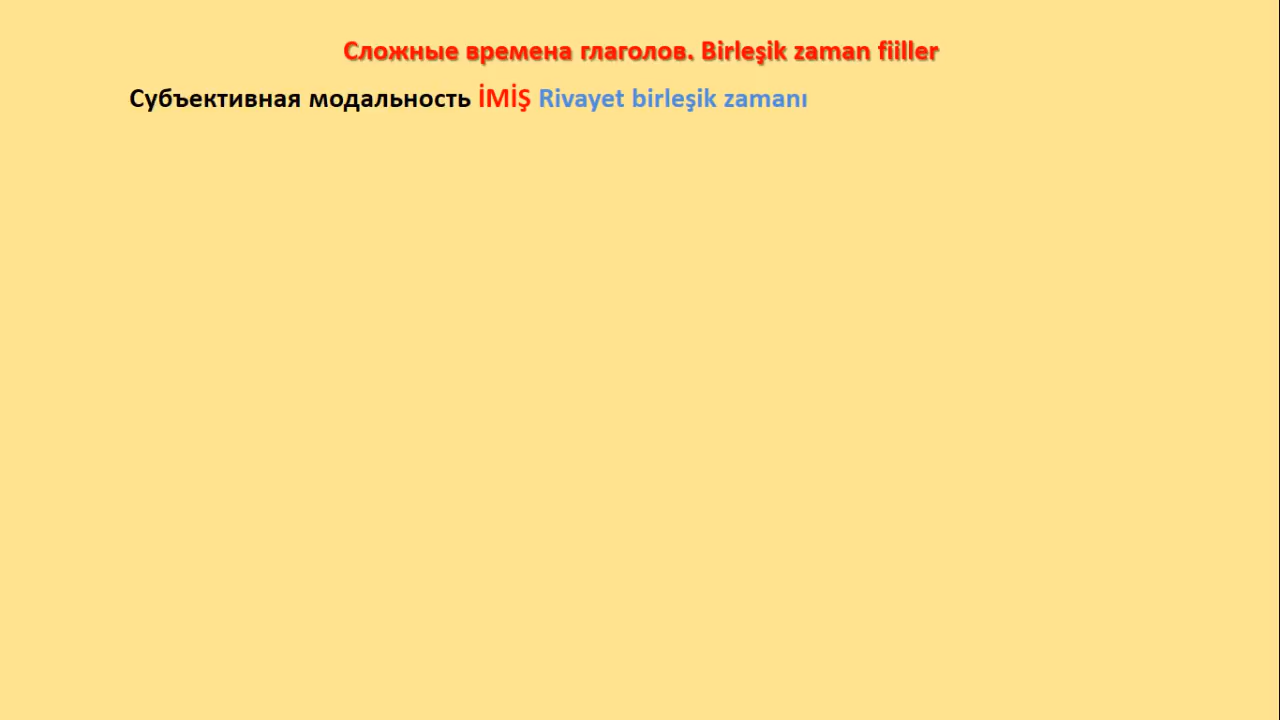 Сложные времена глаголов. Birleşik zaman fiiller
Субъективная модальность İMİŞ Rivayet birleşik zamanı